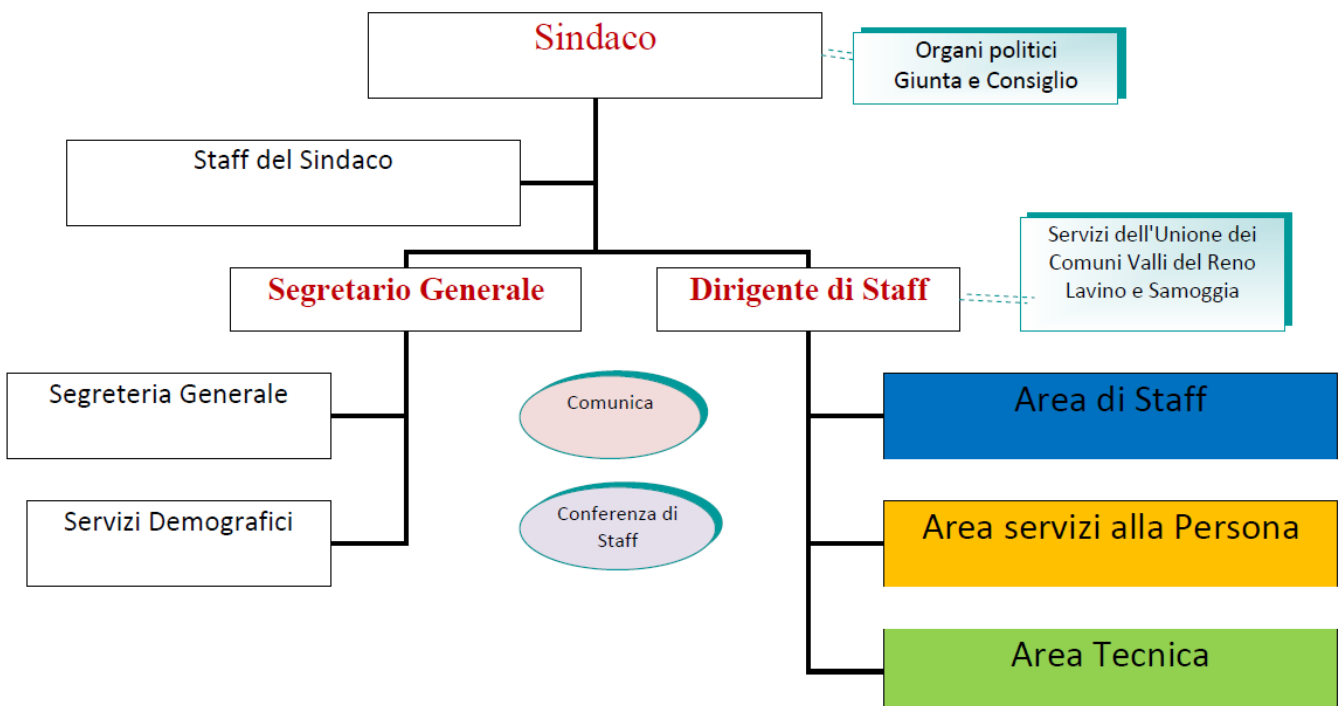 Sindaco
Organi politici
Giunta e Consiglio
Staff del Sindaco
Servizi dell'Unione dei
Comuni Valli del Reno
Lavino e Samoggia
Segretario Generale
Dirigente di Staff
Segreteria Generale
Comunica
Area di Staff
Servizi Demografici
Conferenza di
Staff
Area servizi alla Persona
Area Tecnica